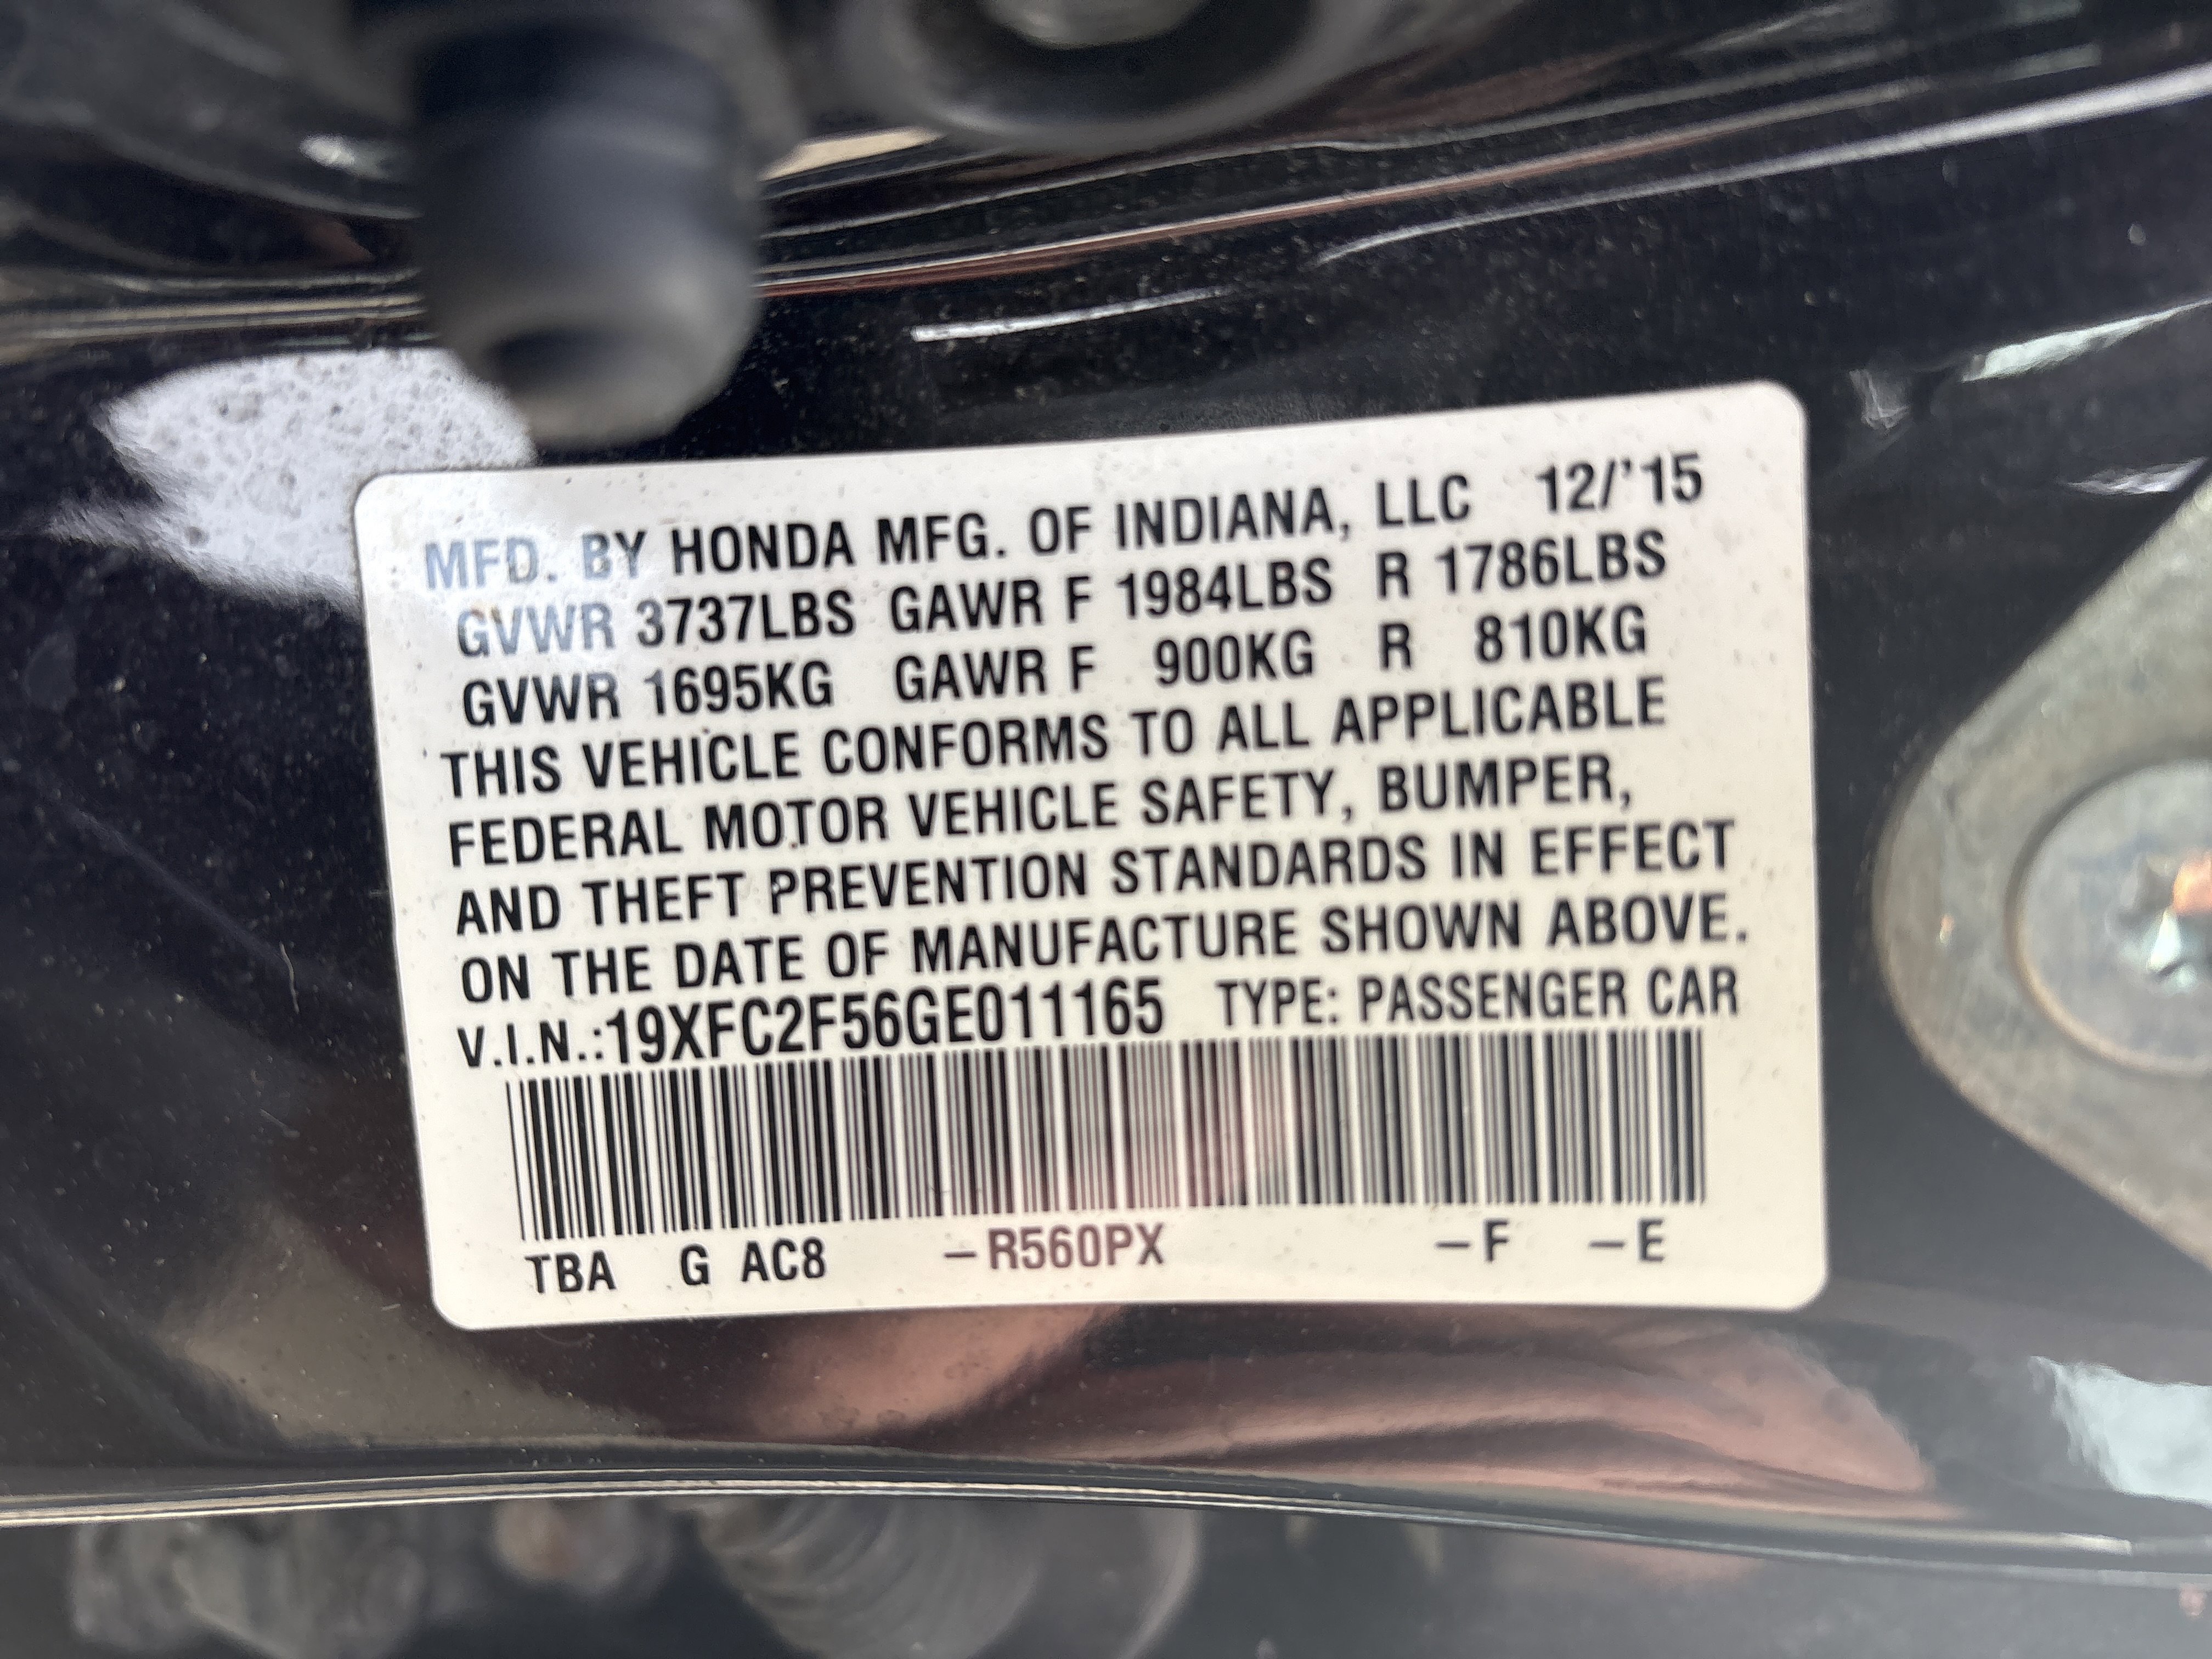 MFD. BY HONDA MFG. OF INDIANA, LLC 12/'15
GVWR 3737LBS GAWR F 1984LBS R 1786LBS
GVWR 1695KG GAWR F 900KG R 810KG
THIS VEHICLE CONFORMS TO ALL APPLICABLE
FEDERAL MOTOR VEHICLE SAFETY, BUMPER,
AND THEFT PREVENTION STANDARDS IN EFFECT
ON THE DATE OF MANUFACTURE SHOWN ABOVE.
V.I.N.:19XFC2F56GE011165 TYPE: PASSENGER CAR
TBA G AC8 –R560PX –F –E